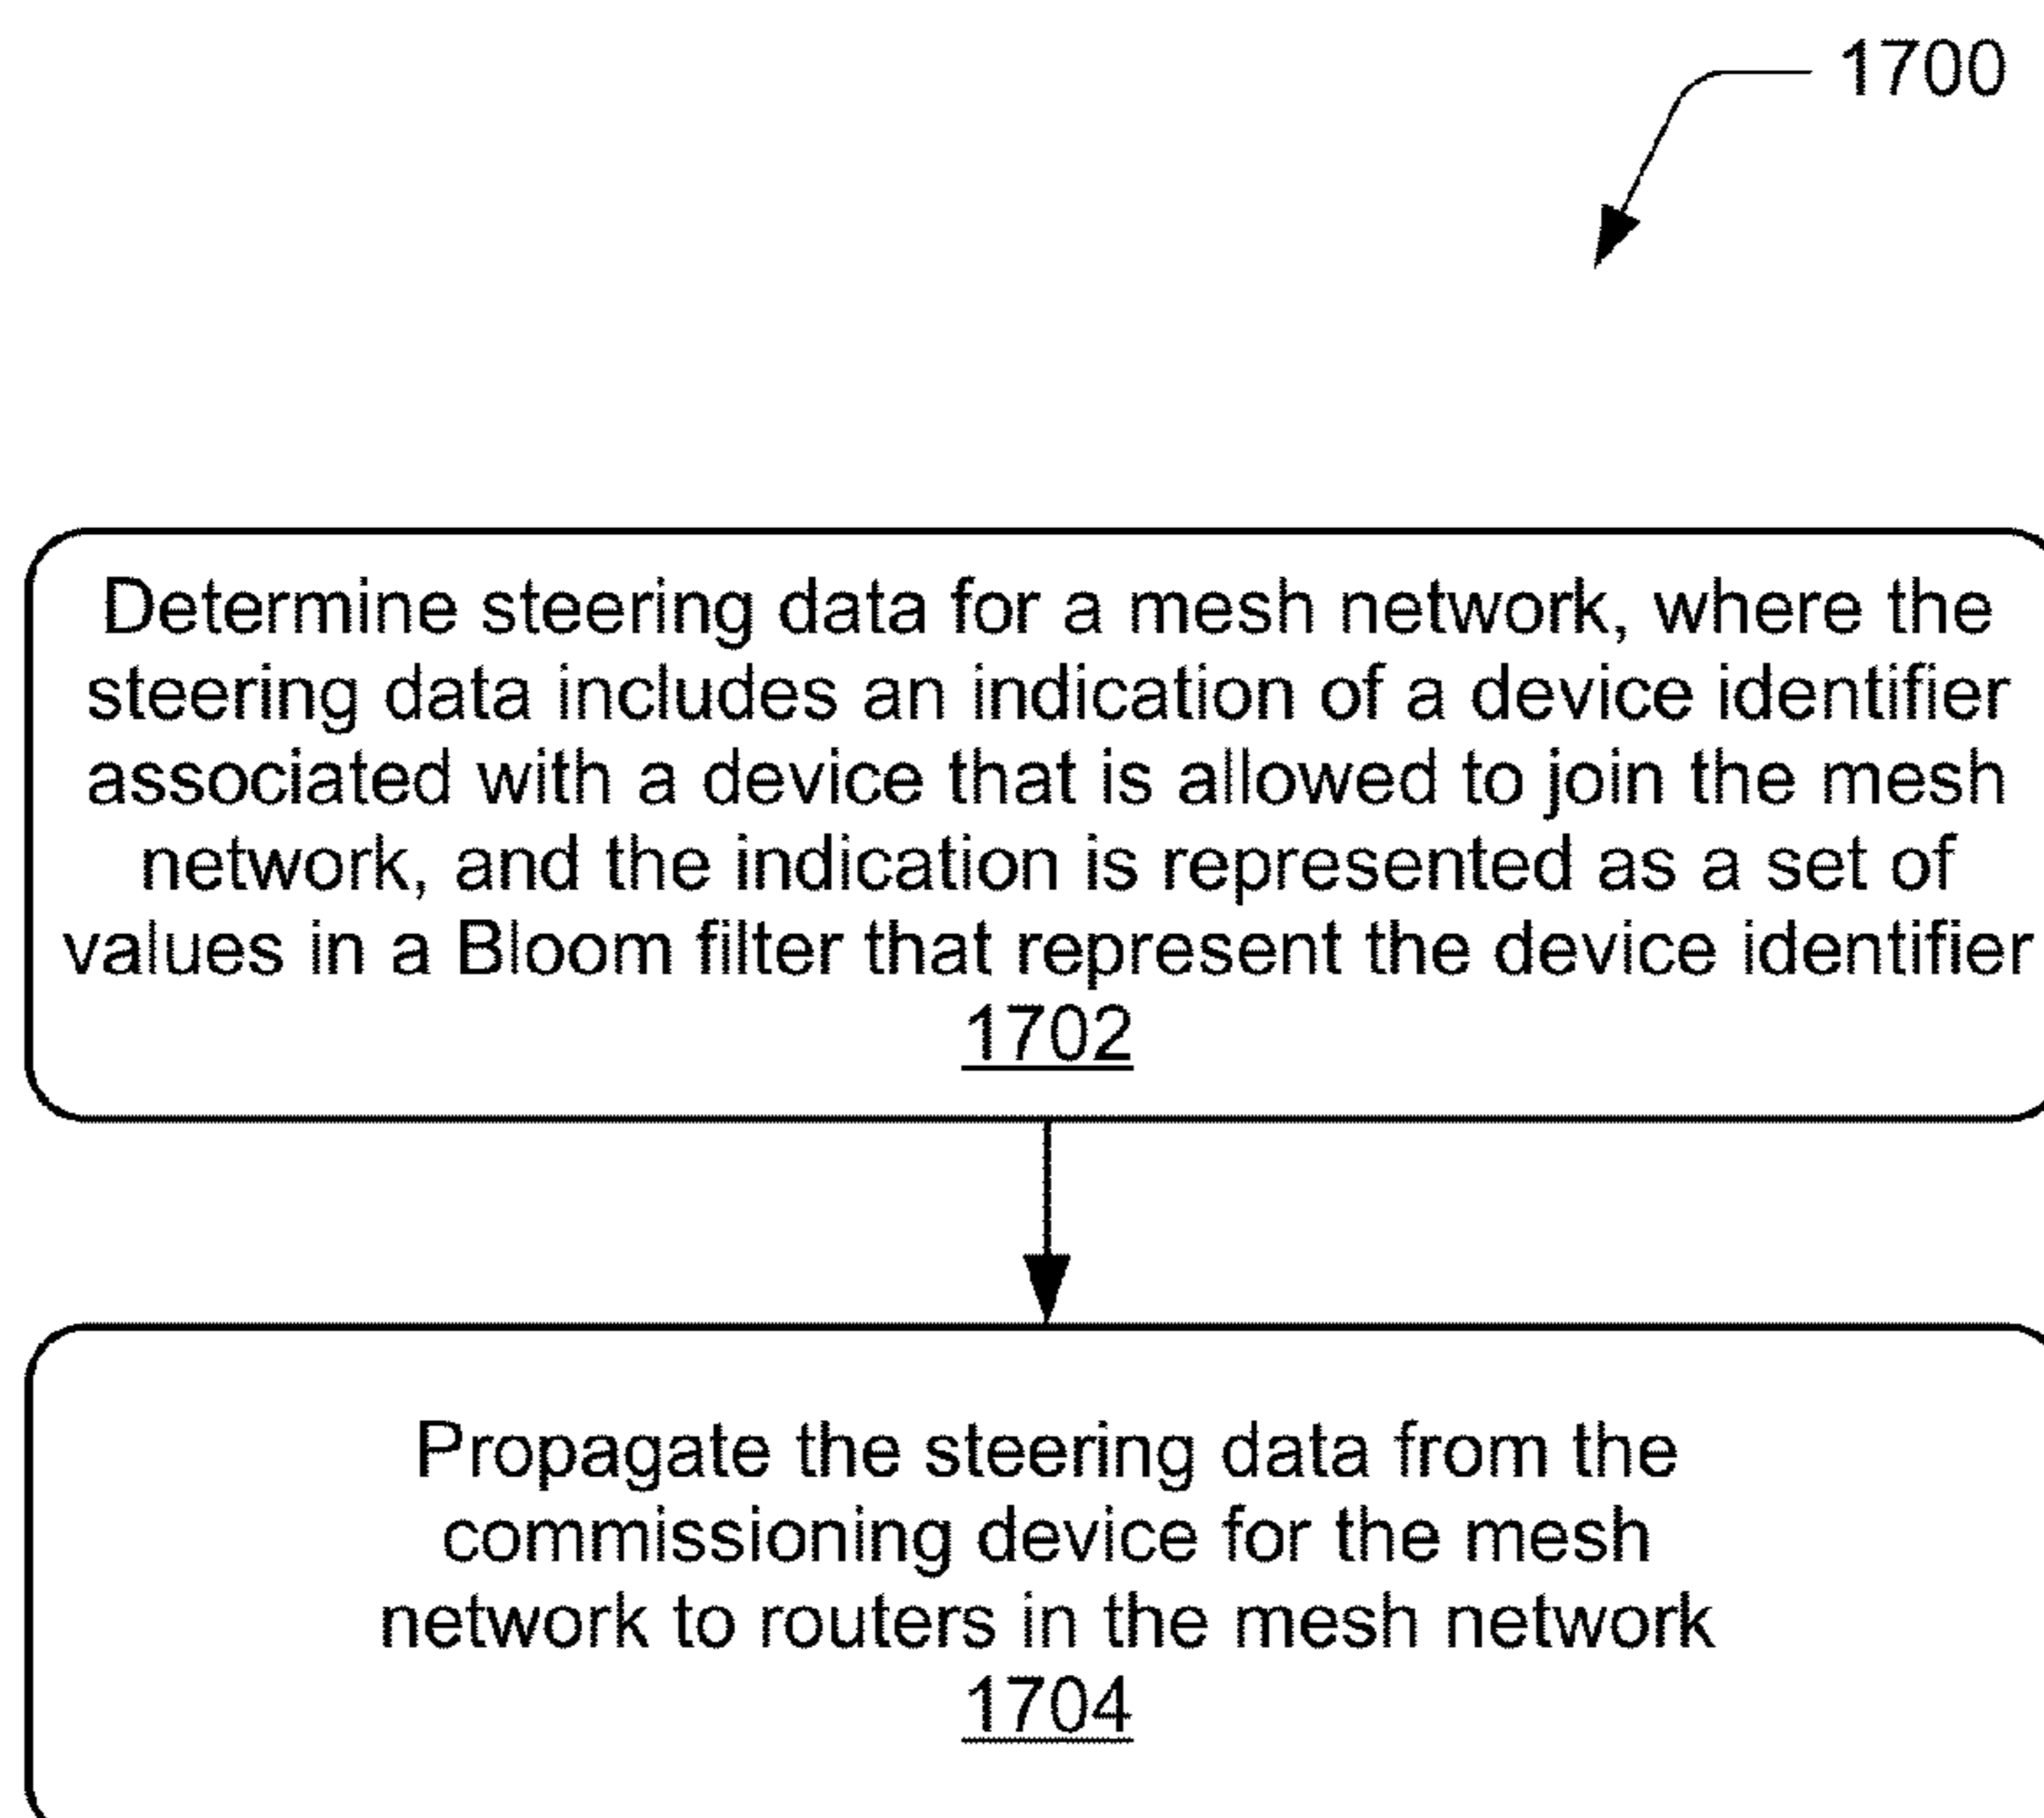 1700
Determine steering data for a mesh network, where the
steering data includes an indication of a device identifier
associated with a device that is allowed to join the mesh
network, and the indication is represented as a set of
values in a Bloom filter that represent the device identifier
1702
Propagate the steering data from the
commissioning device for the mesh
network to routers in the mesh network
1704